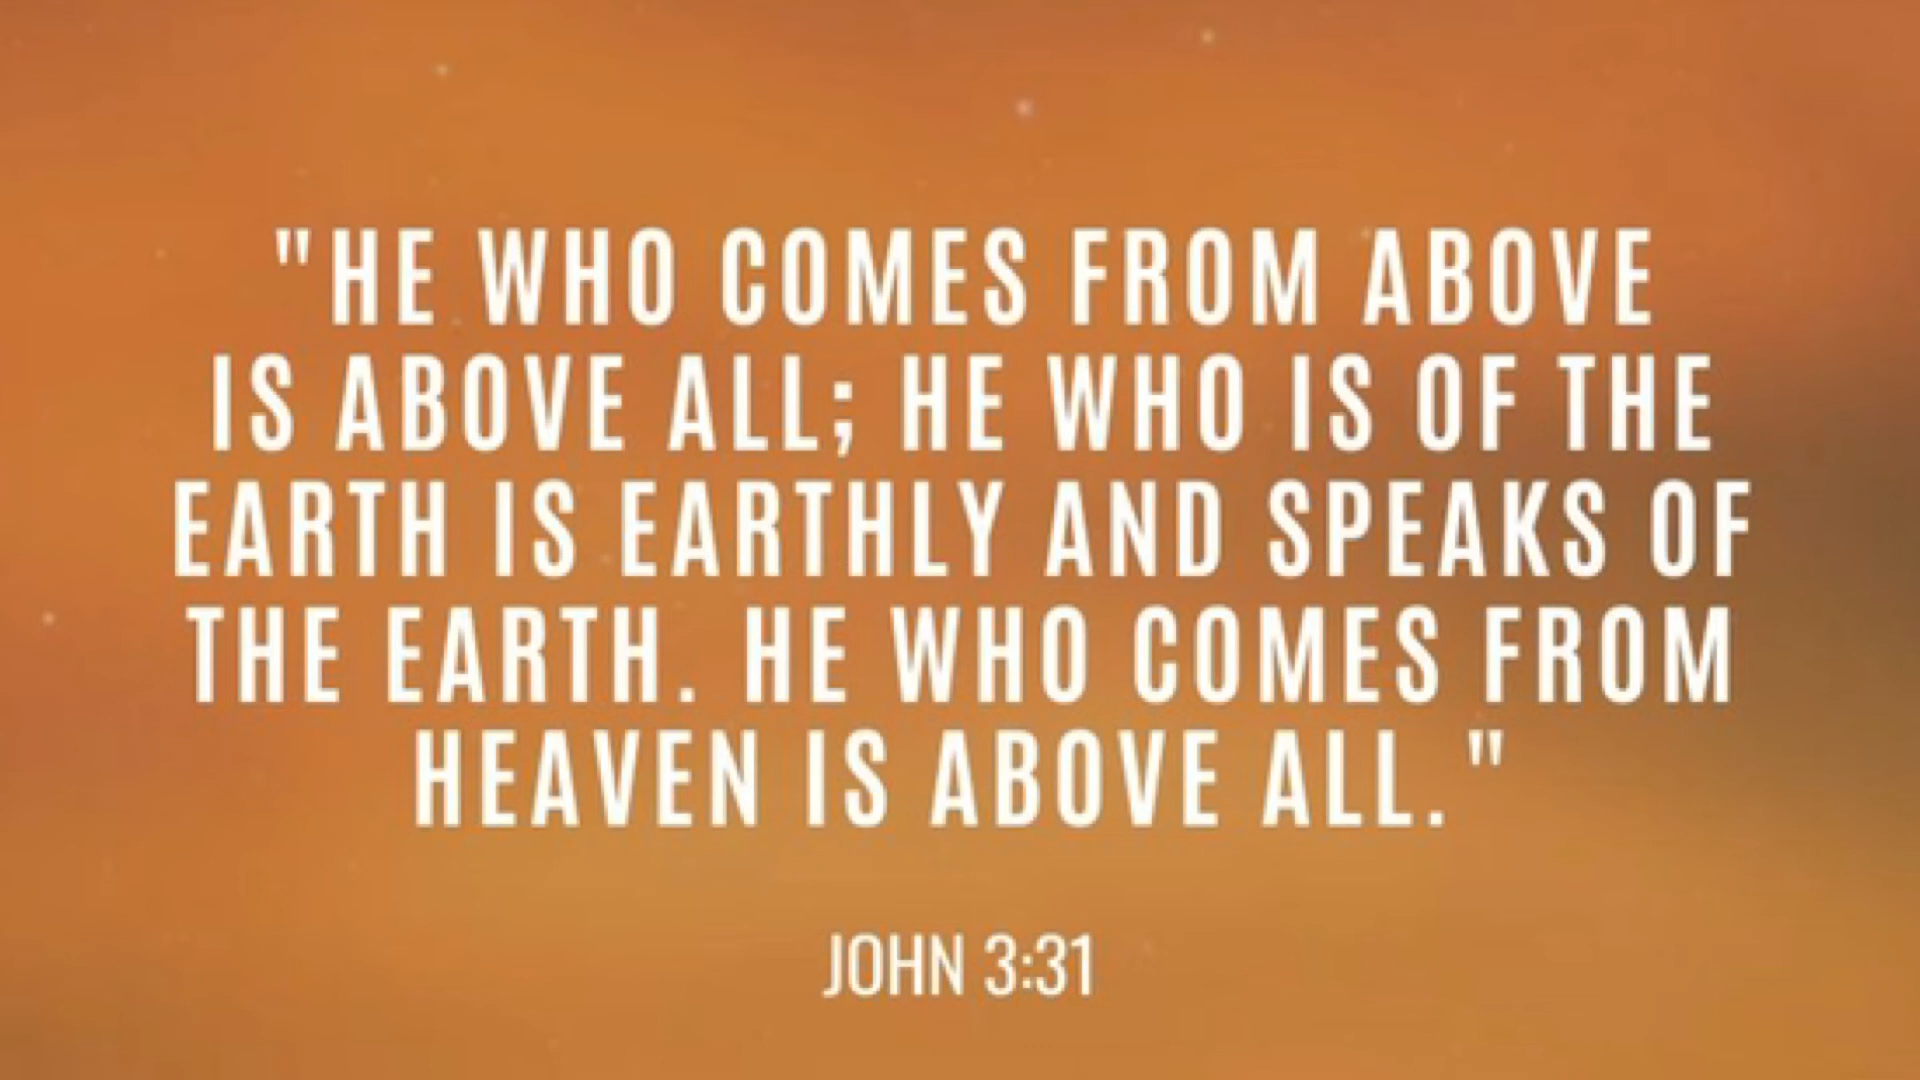 "HE WHO COMES FROM ABOVE
IS ABOVE ALL; HE WHO IS OF THE
EARTH IS EARTHLY AND SPEAKS OF
THE EARTH. HE WHO COMES FROM
HEAVEN IS ABOVE ALL."
JOHN 3:31